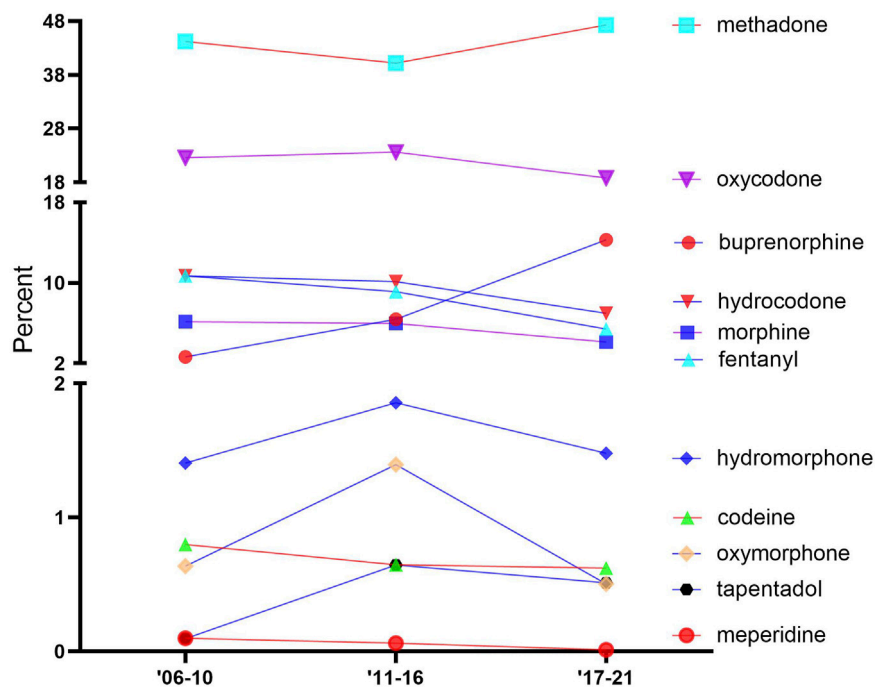 48
methadone
38
28
18
oxycodone
18
buprenorphine
10
hydrocodone
morphine
fentanyl
2
2
Percent
hydromorphone
1
codeine
oxymorphone
tapentadol
meperidine
0
'06-10 '11-16 '17-21